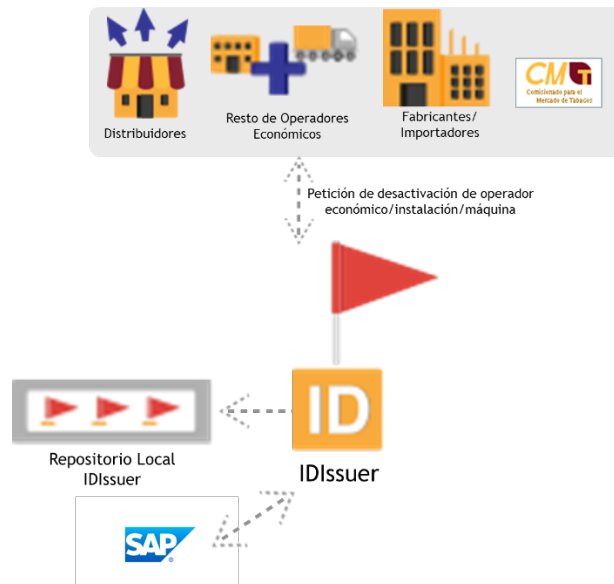 CMT
Comisionado para el
Mercado de Tabacos
Distribuidores
Resto de Operadores
Económicos
Fabricantes/
Importadores
Petición de desactivación de operador
económico/instalación/máquina
ID
IDIssuer
Repositorio Local
IDIssuer
SAP®